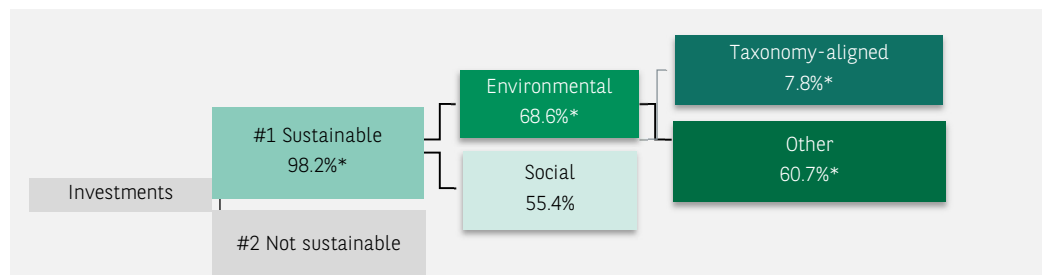 Investments
#1 Sustainable
98.2%*
#2 Not sustainable
Environmental
68.6%*
Social
55.4%
Taxonomy-aligned
7.8%*
Other
60.7%*